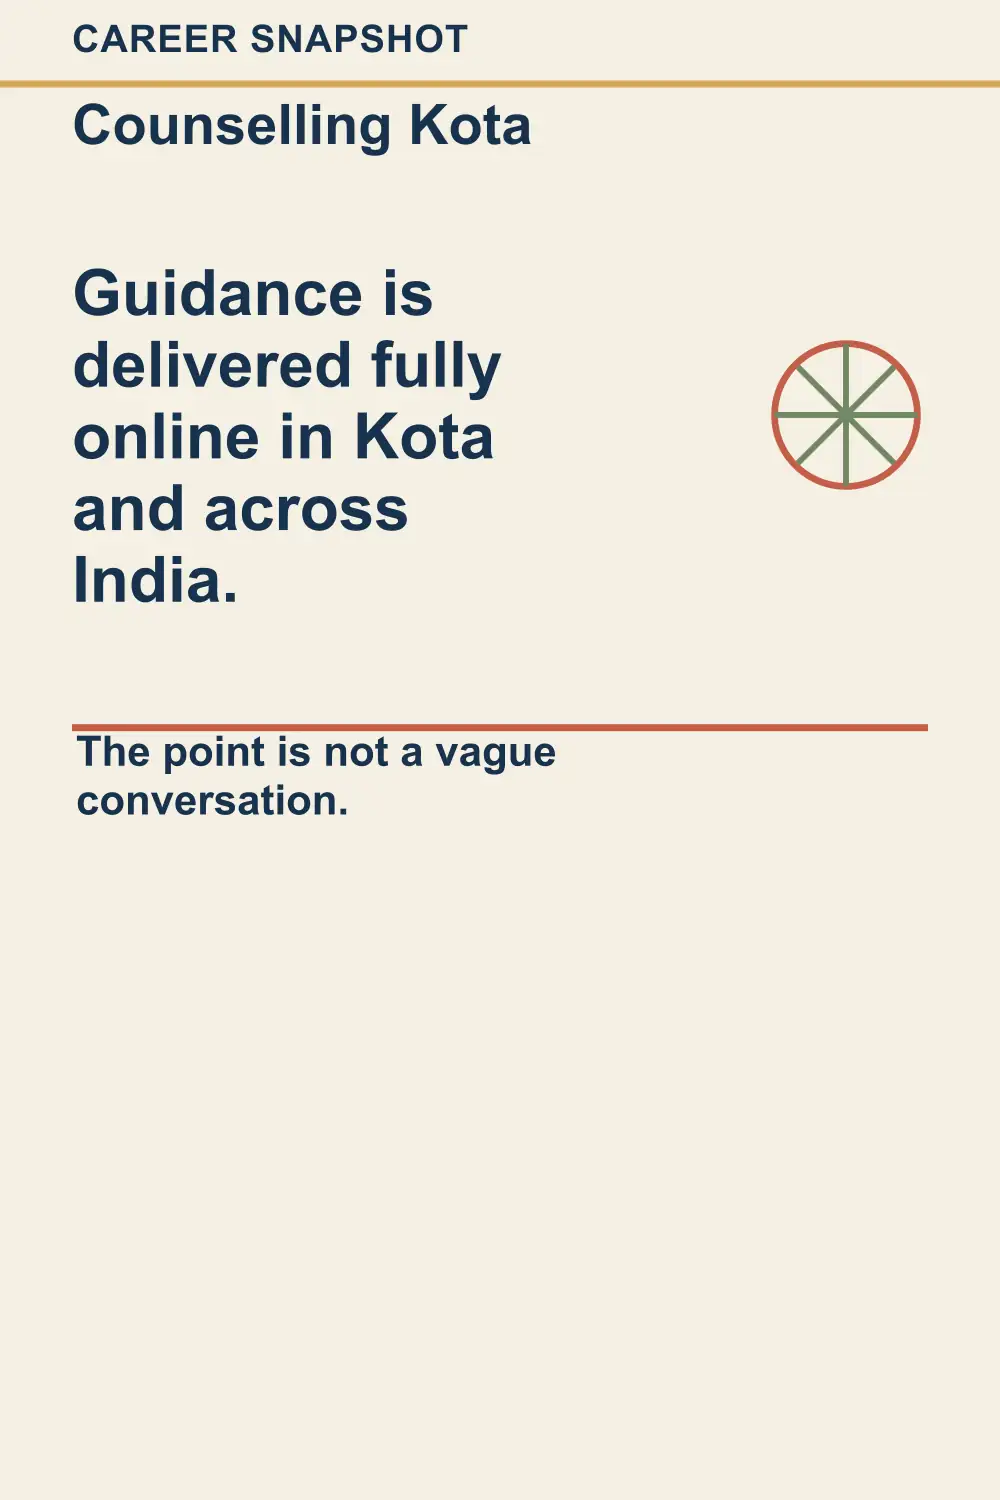 CAREER SNAPSHOT
Counselling Kota
Guidance is
delivered fully
online in Kota
and across
India.
The point is not a vague
conversation.